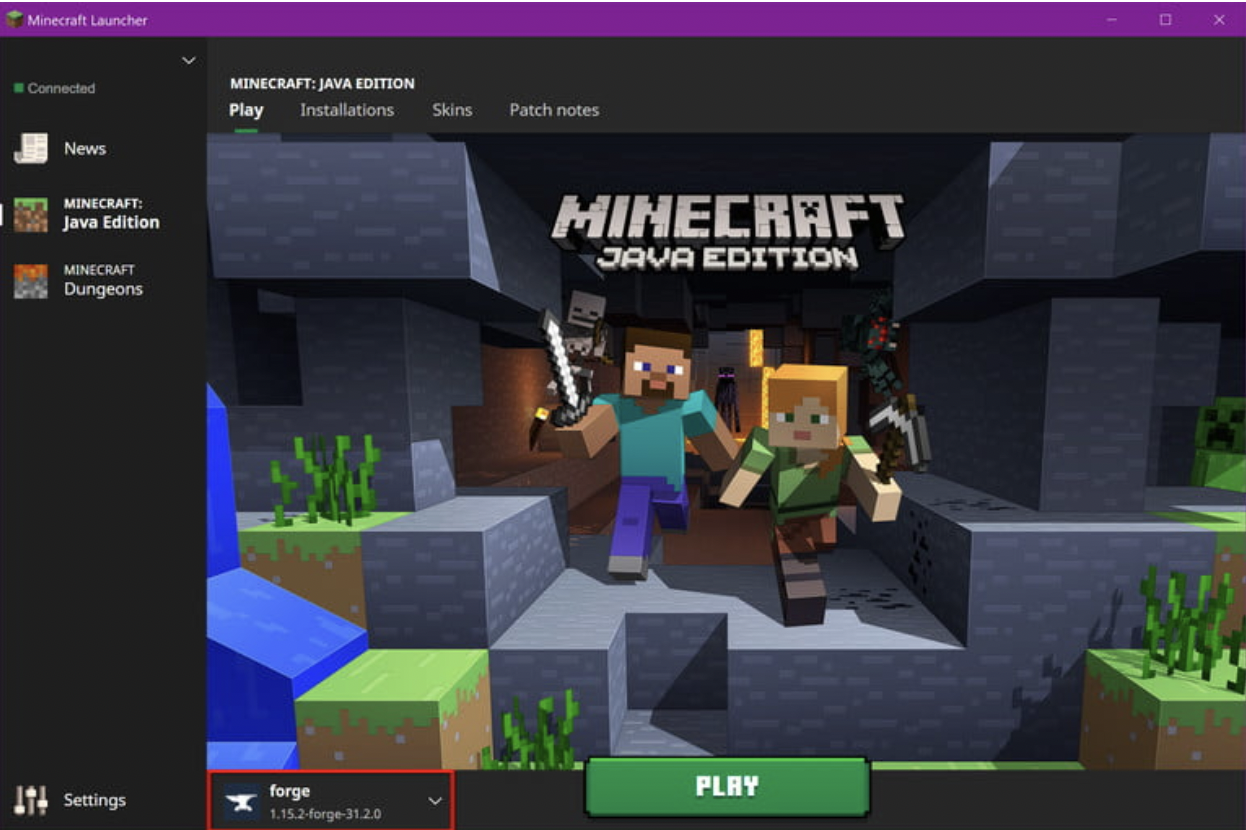 Minecraft Launcher
Connected
News
MINECRAFT:
Java Edition
MINECRAFT
Dungeons
Settings
MINECRAFT: JAVA EDITION
Play Installations Skins Patch notes
MINECRAFT
JAVA EDITION
forge
1.15.2-forge-31.2.0
PLAY